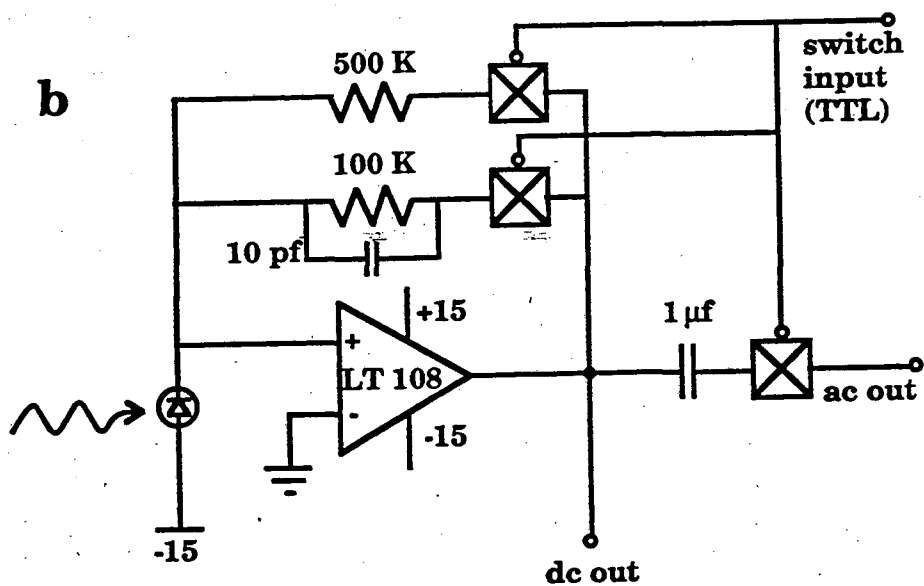 b
500 K
switch
input
(TTL)
100 K
10 pf
+15
1 μf
+
LT 108
-
-15
ac out
-15
dc out